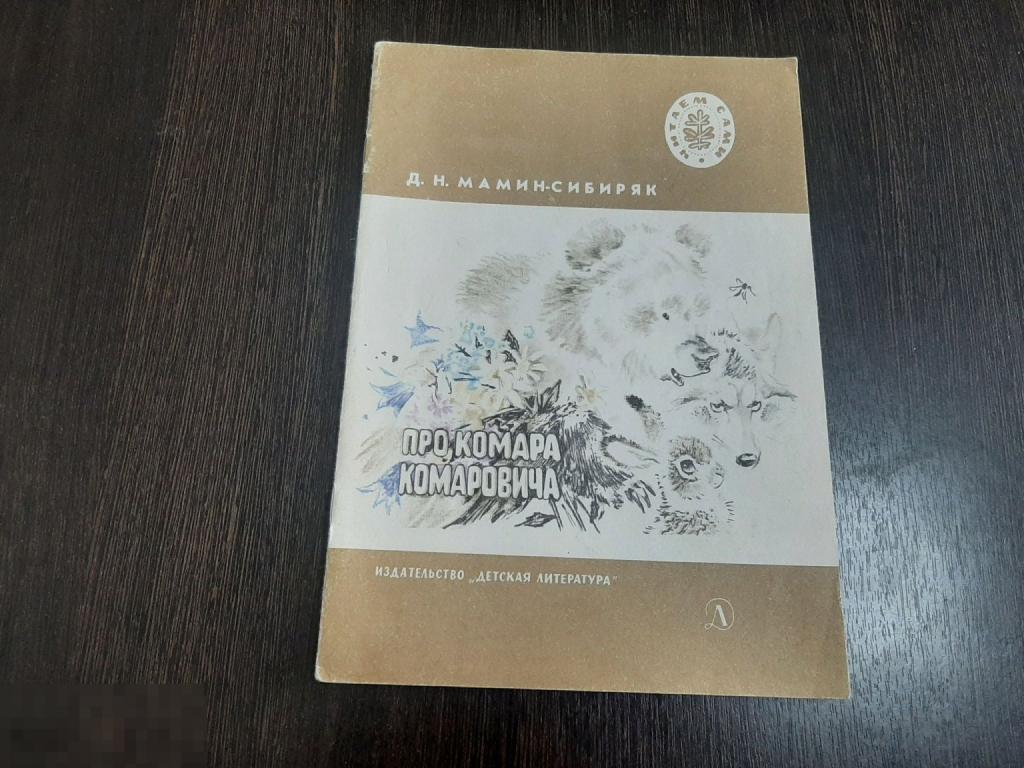 ЧИТАЕМ САМИ
Д. Н. МАМИН-СИБИРЯК
ПРО КОМАРА
КОМАРОВИЧА
ИЗДАТЕЛЬСТВО „ДЕТСКАЯ ЛИТЕРАТУРА"
Д